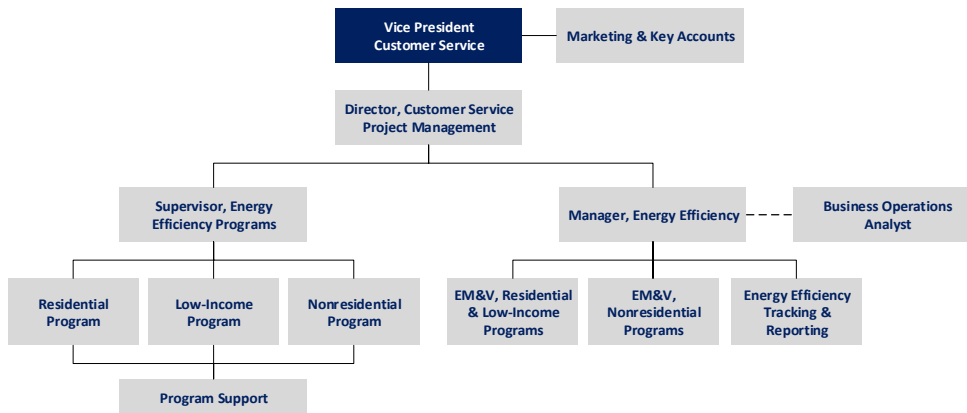 Vice President
Customer Service
Marketing & Key Accounts
Director, Customer Service
Project Management
Supervisor, Energy
Efficiency Programs
Manager, Energy Efficiency
Business Operations
Analyst
Residential
Program
Low-Income
Program
Nonresidential
Program
EM&V, Residential
& Low-Income
Programs
EM&V,
Nonresidential
Programs
Energy Efficiency
Tracking &
Reporting
Program Support